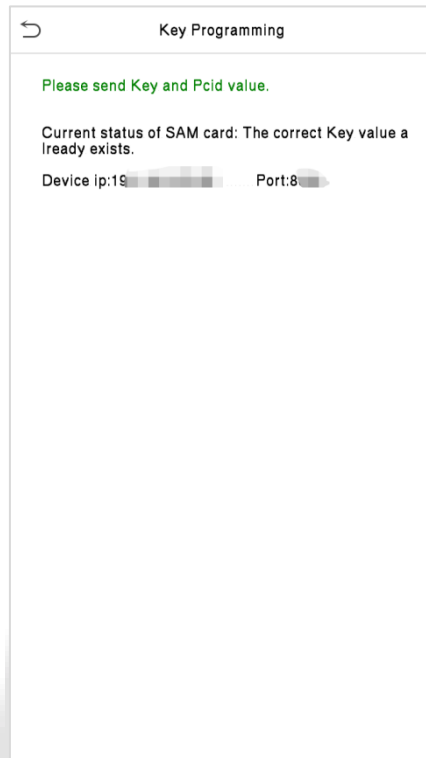 Key Programming
Please send Key and Pcid value.
Current status of SAM card: The correct Key value a
lready exists.
Device ip:19 Port:8